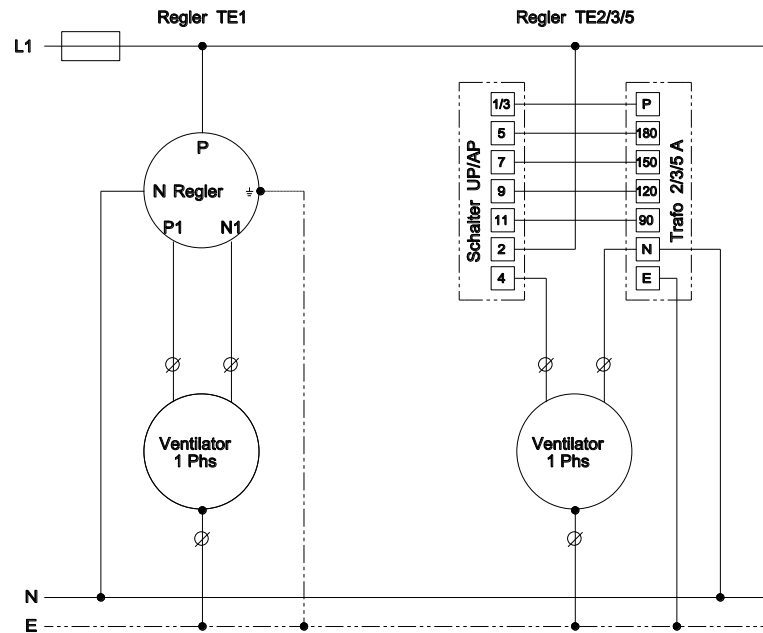 Regler TE1
Regler TE2/3/5
L1
P
N Regler
P1 N1
Ventilator
1 Phs
Schalter UP/AP
1/3
5
7
9
11
2
4
P
180
150
120
90
N
E
Trafo 2/3/5 A
Ventilator
1 Phs
N
E